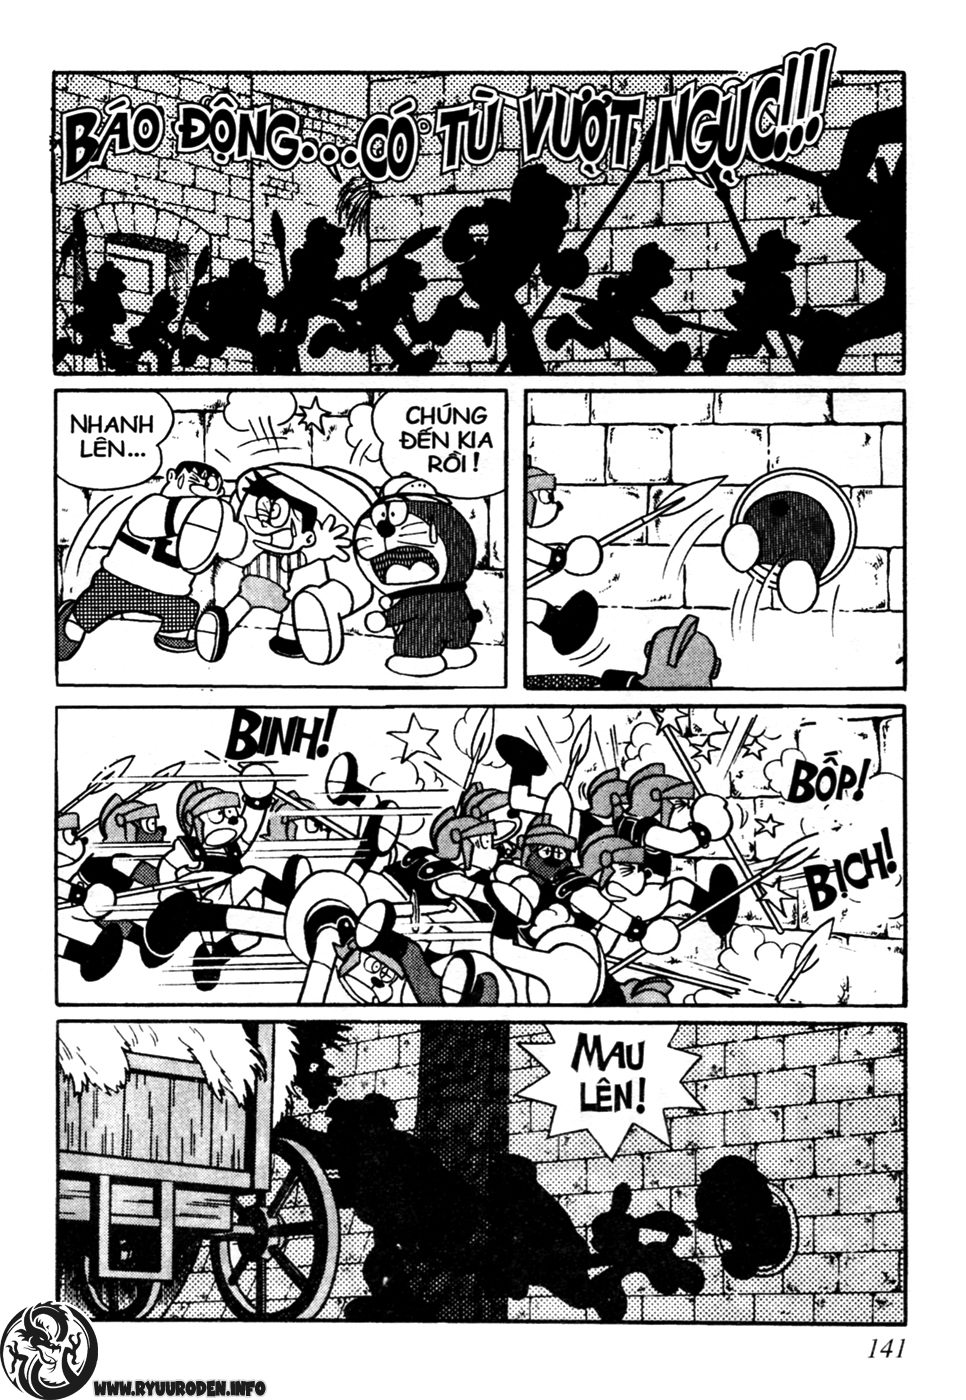 BÁO ĐỘNG...CÓ TÙ VƯỢT NGỤC!!!
NHANH
LÊN...
CHÚNG
ĐẾN KIA
RỒI!
BINH!
BỐP!
BỊCH!
MAU
LÊN!
141
WWW.RYUURODEN.INFO